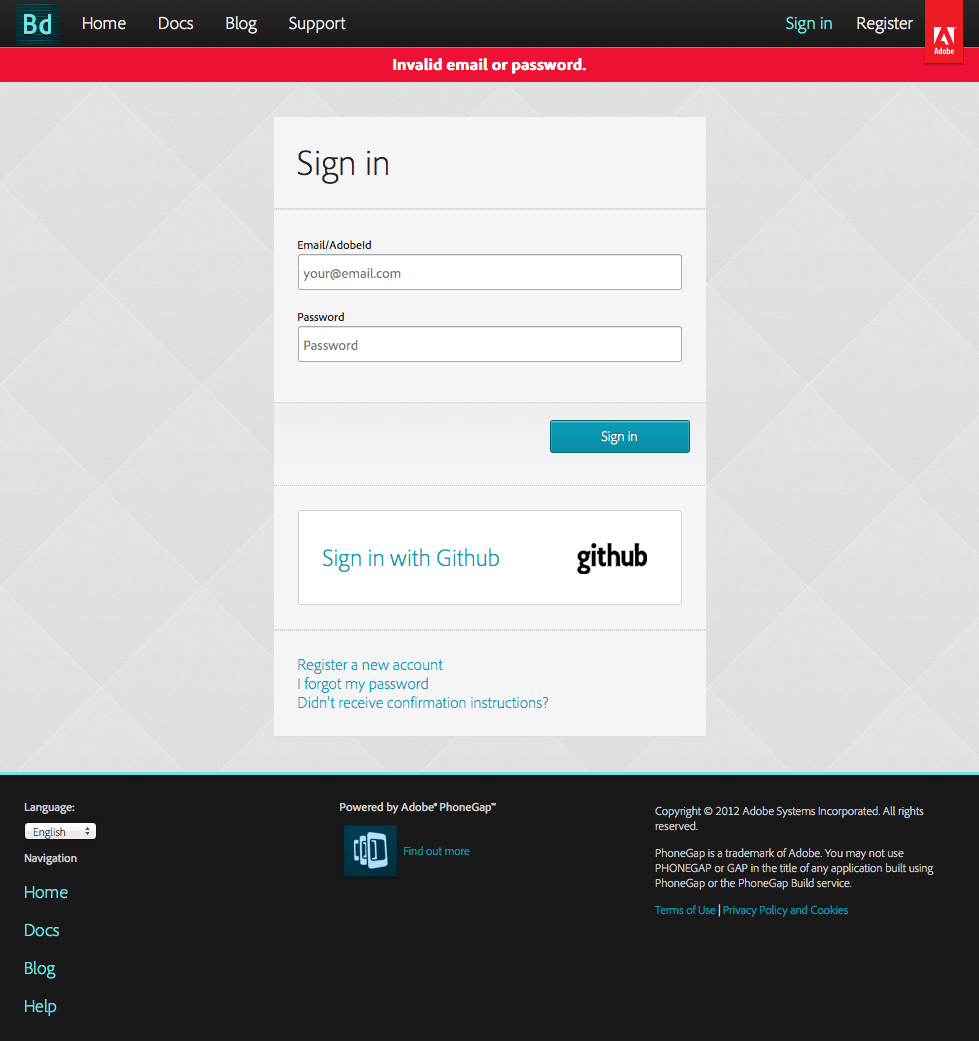 Bd Home Docs Blog Support Sign in Register
Adobe
Invalid email or password.
Sign in
Email/AdobeId
your@email.com
Password
Password
Sign in
Sign in with Github github
Register a new account
I forgot my password
Didn't receive confirmation instructions?
Language:
English
Navigation
Home
Docs
Blog
Help
Powered by Adobe® PhoneGap™
Find out more
Copyright © 2012 Adobe Systems Incorporated. All rights
reserved.
PhoneGap is a trademark of Adobe. You may not use
PHONEGAP or GAP in the title of any application built using
PhoneGap or the PhoneGap Build service.
Terms of Use | Privacy Policy and Cookies